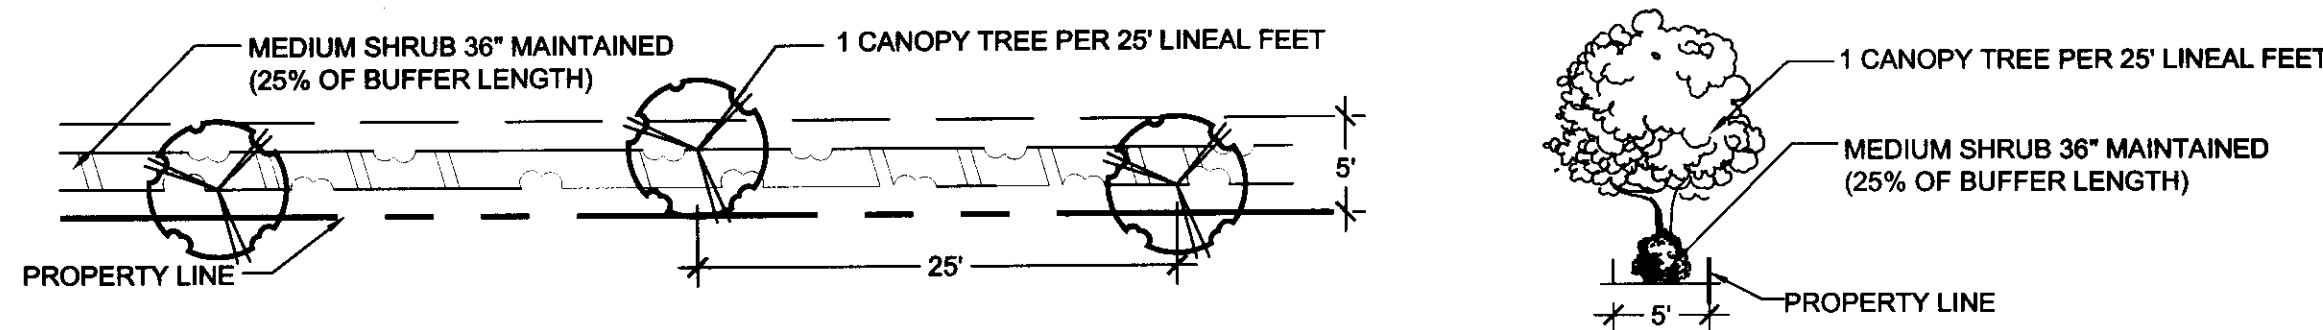 MEDIUM SHRUB 36" MAINTAINED
(25% OF BUFFER LENGTH)
1 CANOPY TREE PER 25' LINEAL FEET
5'
25'
PROPERTY LINE
1 CANOPY TREE PER 25' LINEAL FEET
MEDIUM SHRUB 36" MAINTAINED
(25% OF BUFFER LENGTH)
PROPERTY LINE
5'